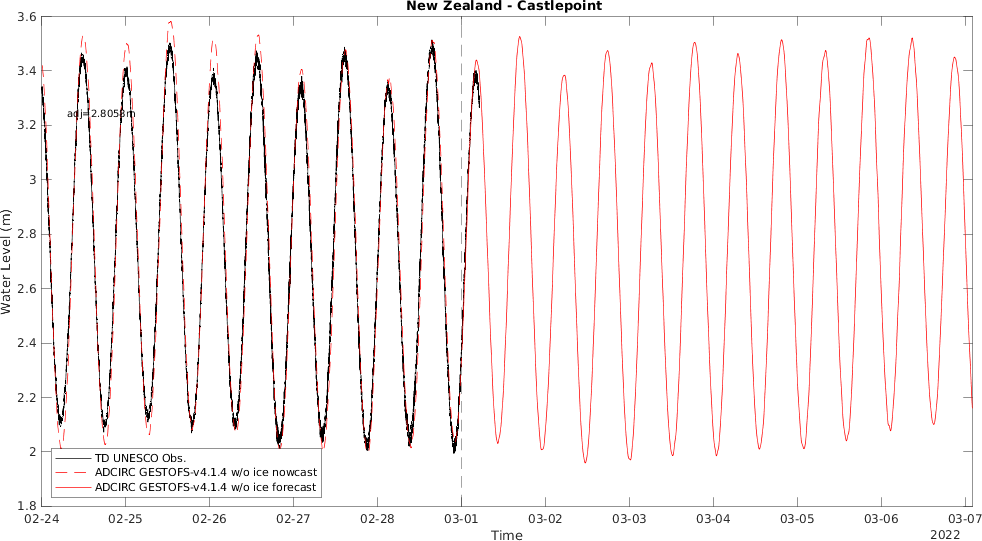 New Zealand - Castlepoint
3.6
3.4
3.2
3
2.8
2.6
2.4
2.2
2
1.8
Water Level (m)
adj=2.8053m
TD UNESCO Obs.
ADCIRC GESTOFS-v4.1.4 w/o ice nowcast
ADCIRC GESTOFS-v4.1.4 w/o ice forecast
02-24 02-25 02-26 02-27 02-28 03-01 03-02 03-03 03-04 03-05 03-06 03-07
Time
2022